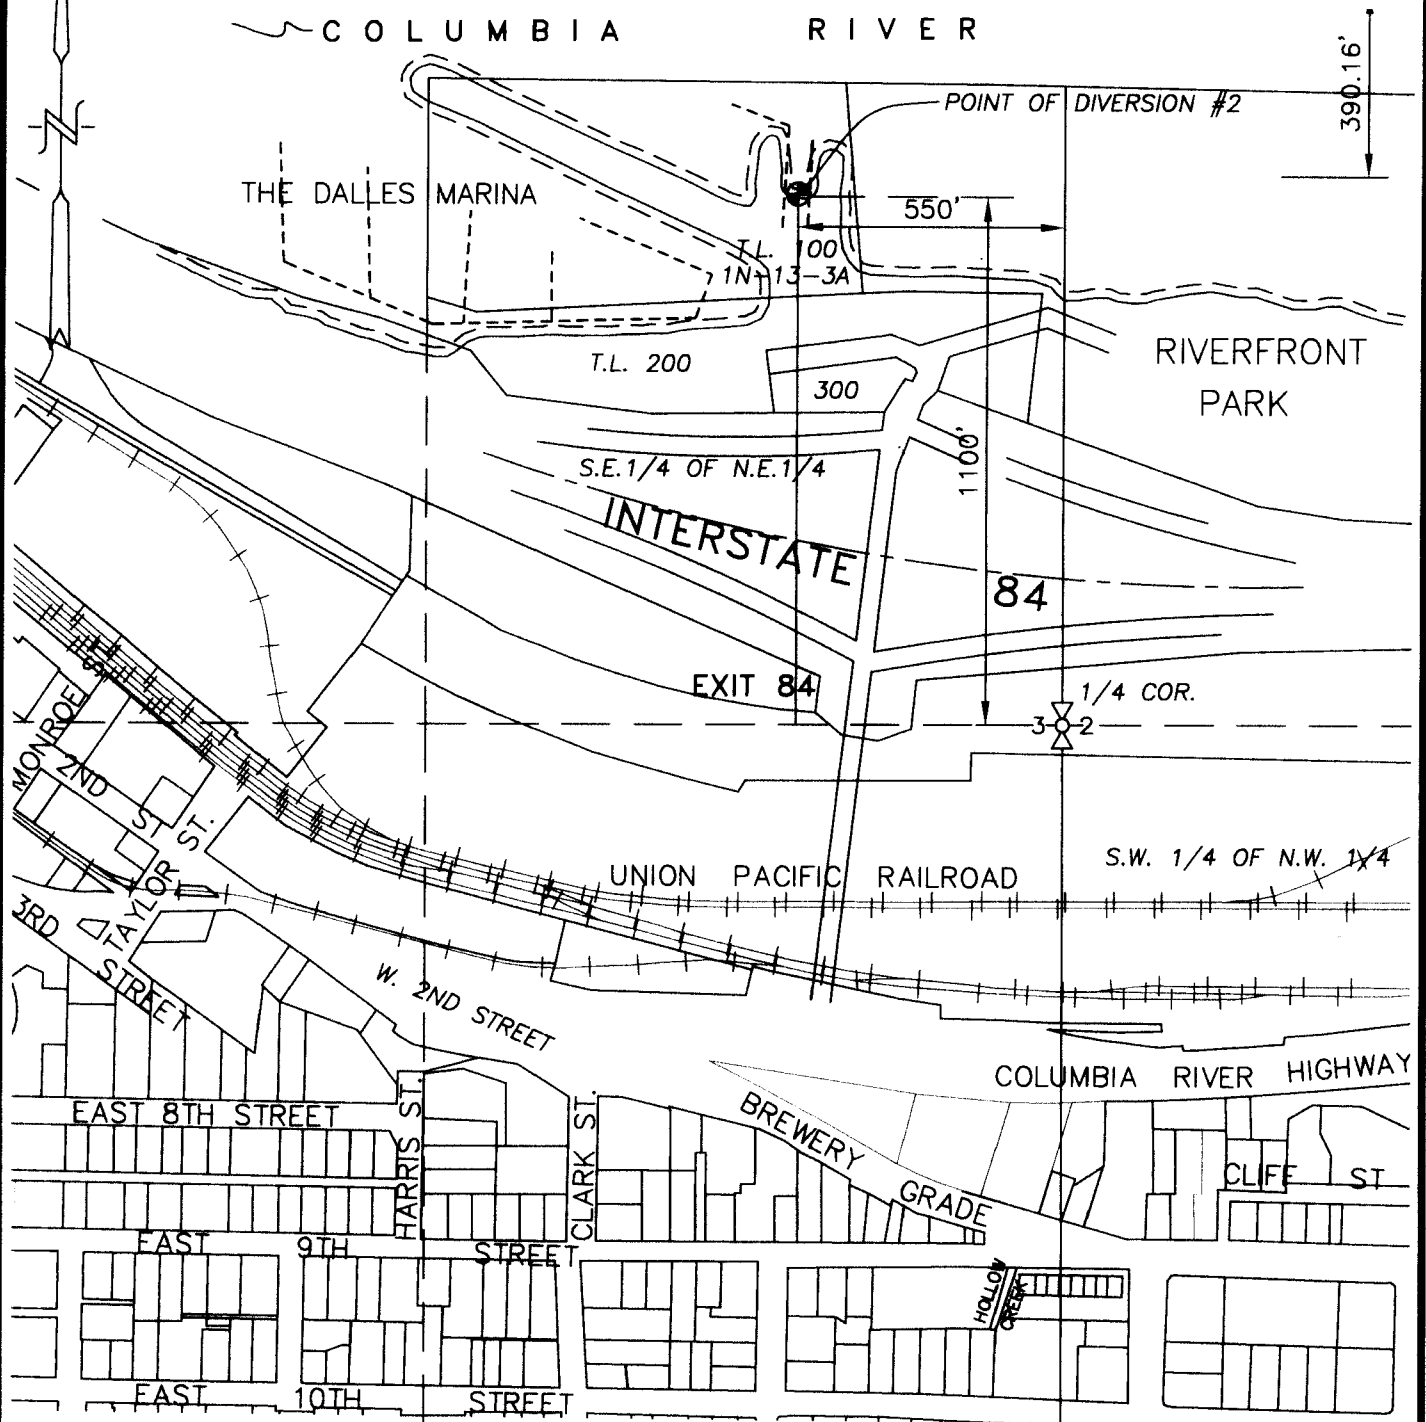 COLUMBIA RIVER
390.16'
POINT OF DIVERSION #2
THE DALLES MARINA
550'
T.L. 100
1N-13-3A
T.L. 200
300
RIVERFRONT
PARK
1100'
S.E.1/4 OF N.E.1/4
INTERSTATE
84
EXIT 84
1/4 COR.
3 2
MONROE ST.
2ND ST.
TAYLOR ST.
3RD STREET
UNION PACIFIC RAILROAD
S.W. 1/4 OF N.W. 1/4
W. 2ND STREET
COLUMBIA RIVER HIGHWAY
EAST 8TH STREET
HARRIS ST.
CLARK ST.
BREWERY GRADE
CLIFF ST
EAST 9TH STREET
HOLLOW
CREEK
EAST 10TH STREET